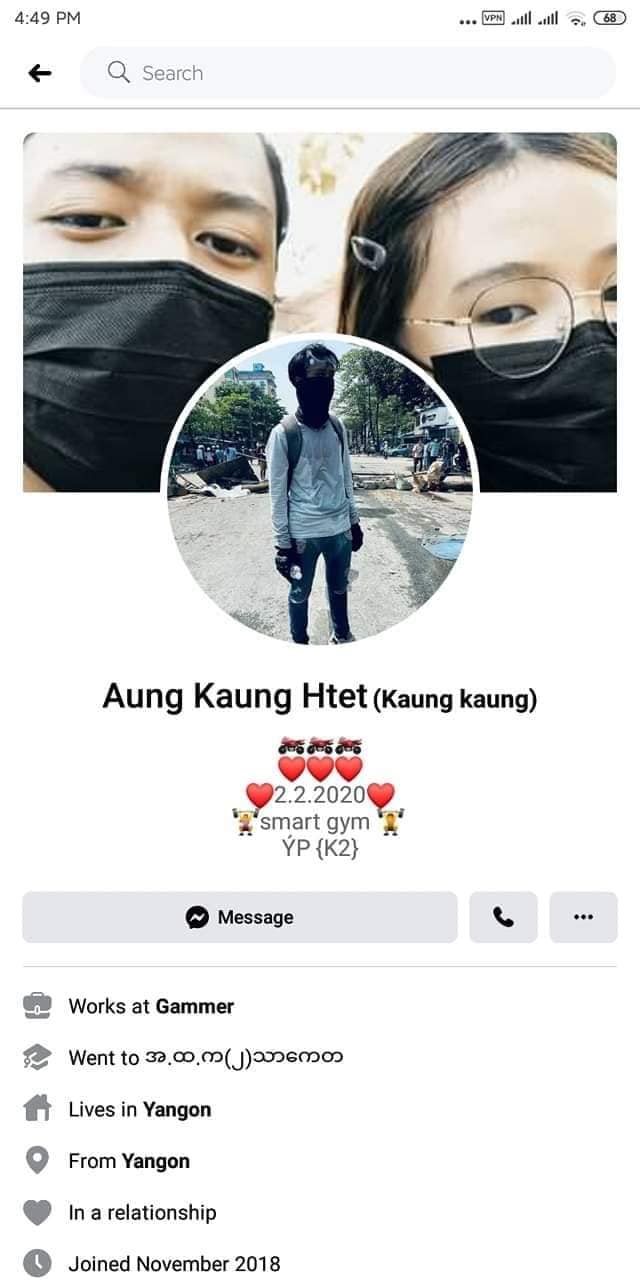 4:49 PM
VPN
68
Search
Aung Kaung Htet (Kaung kaung)
2.2.2020
smart gym
ÝP {K2}
Message
Works at Gammer
Went to အ.ထ.က(၂)သာကေတ
Lives in Yangon
From Yangon
In a relationship
Joined November 2018